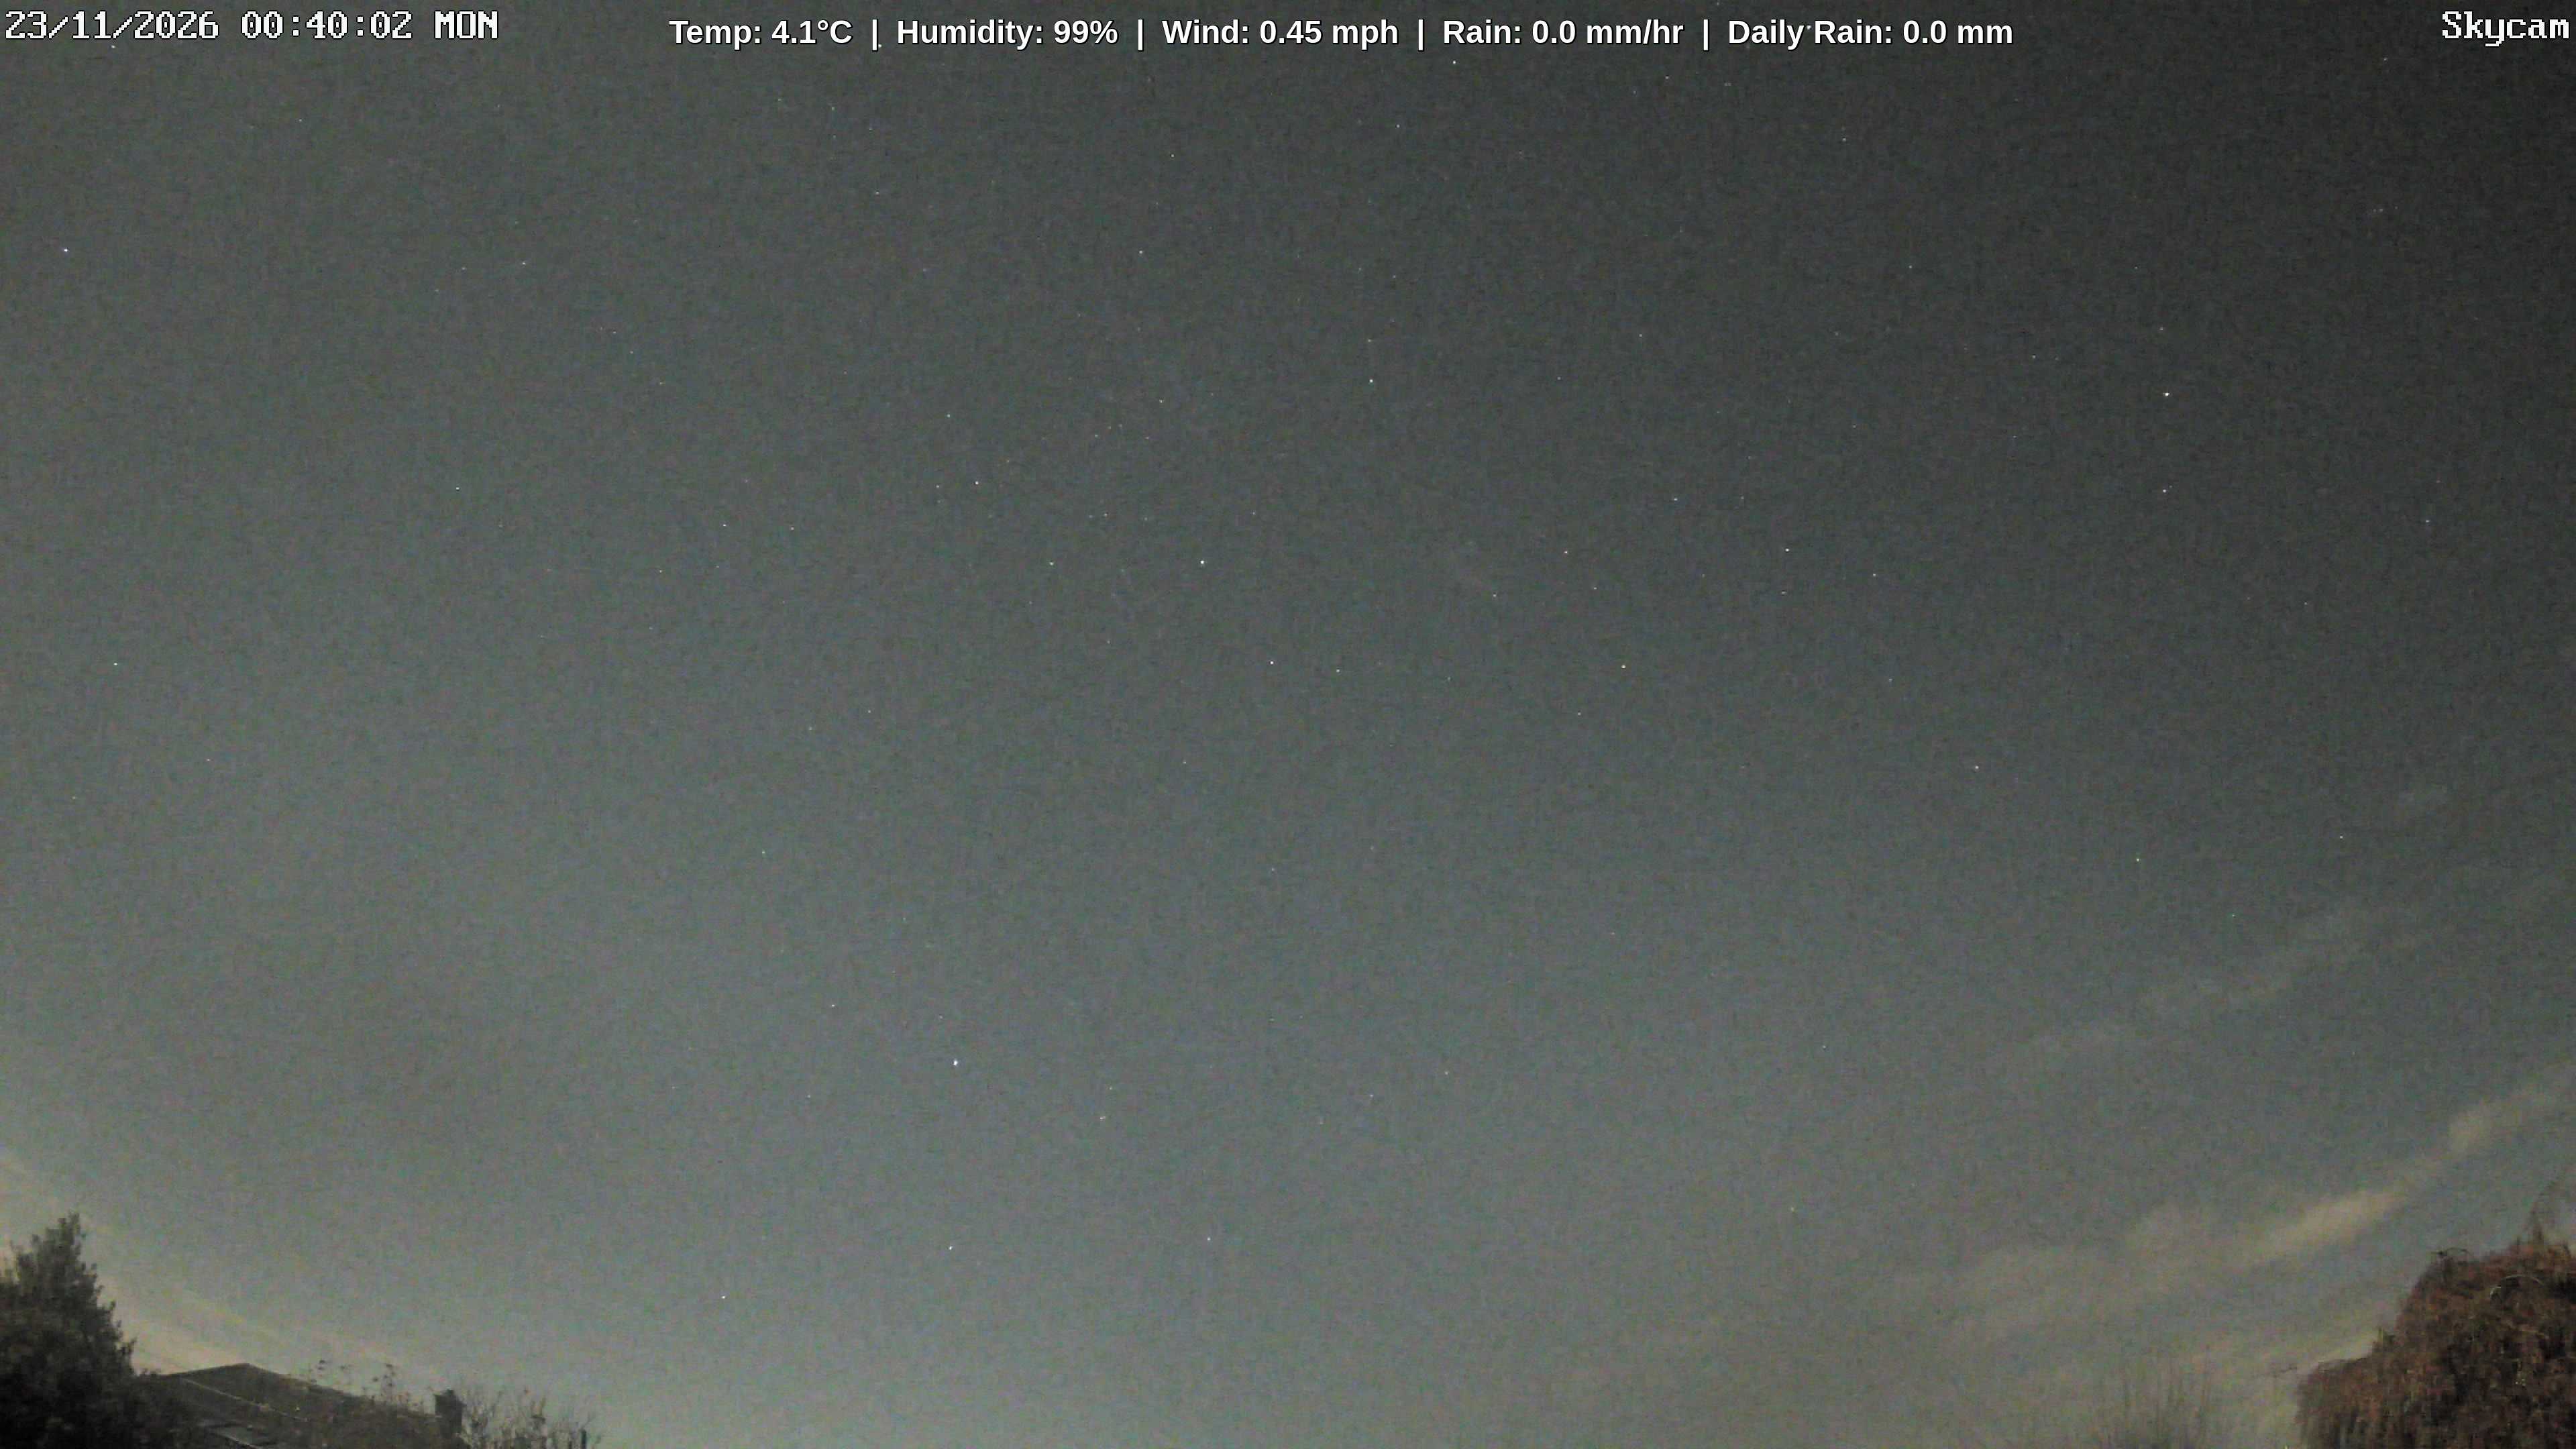 23/11/2026 00:40:02 MON
Temp: 4.1°C | Humidity: 99% | Wind: 0.45 mph | Rain: 0.0 mm/hr | Daily Rain: 0.0 mm
Skycam